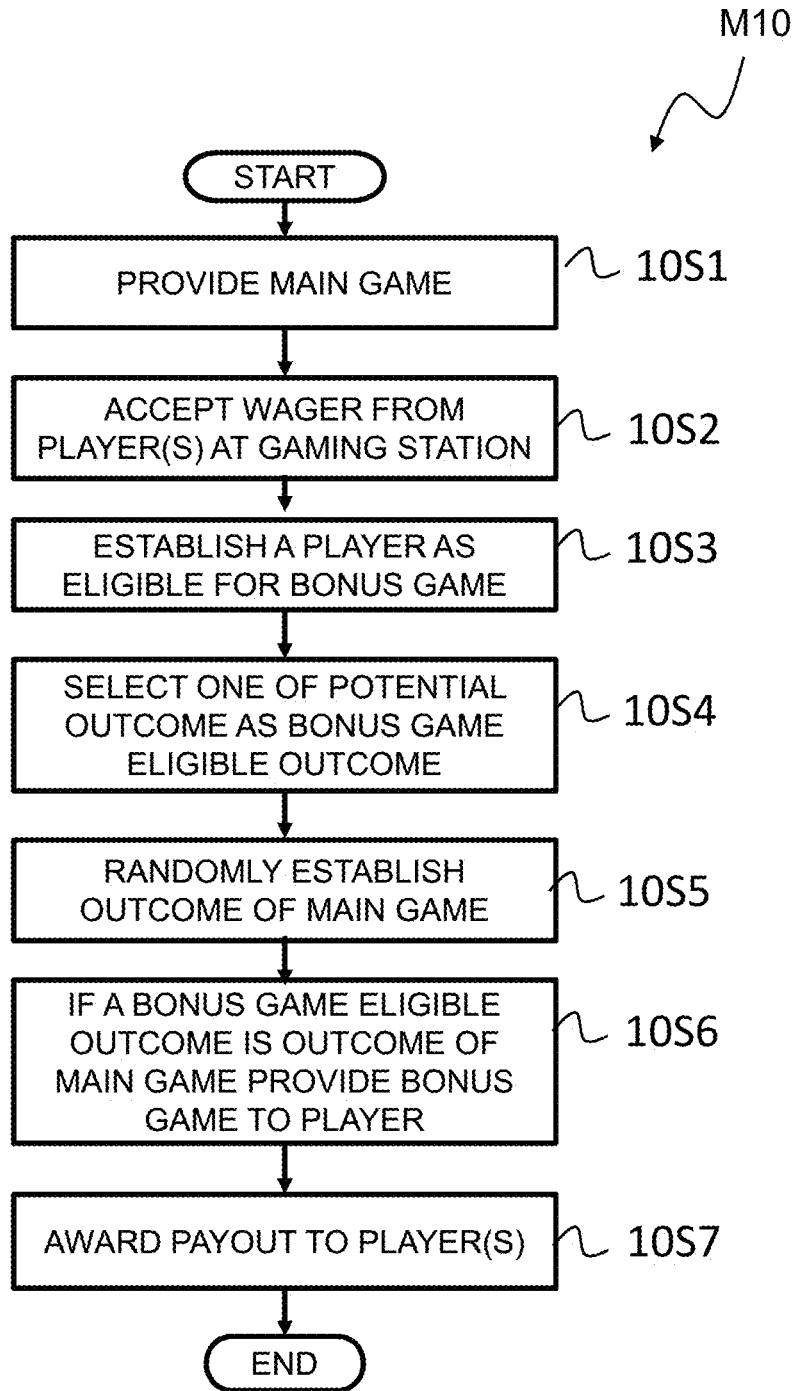 M10
START
PROVIDE MAIN GAME
10S1
ACCEPT WAGER FROM
PLAYER(S) AT GAMING STATION
10S2
ESTABLISH A PLAYER AS
ELIGIBLE FOR BONUS GAME
10S3
SELECT ONE OF POTENTIAL
OUTCOME AS BONUS GAME
ELIGIBLE OUTCOME
10S4
RANDOMLY ESTABLISH
OUTCOME OF MAIN GAME
10S5
IF A BONUS GAME ELIGIBLE
OUTCOME IS OUTCOME OF
MAIN GAME PROVIDE BONUS
GAME TO PLAYER
10S6
AWARD PAYOUT TO PLAYER(S)
10S7
END